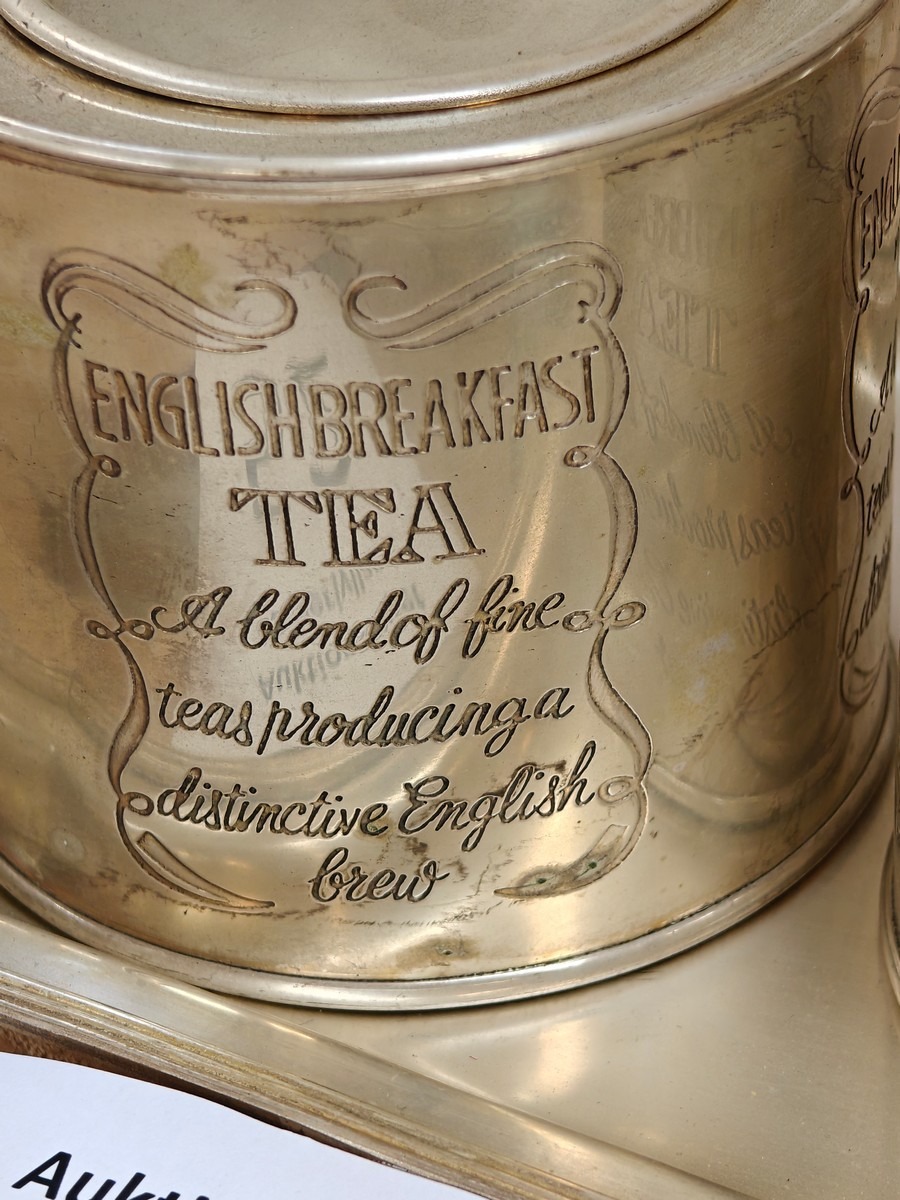 ENGLISH BREAKFAST
TEA
A blend of fine
teas producing a
distinctive English
brew